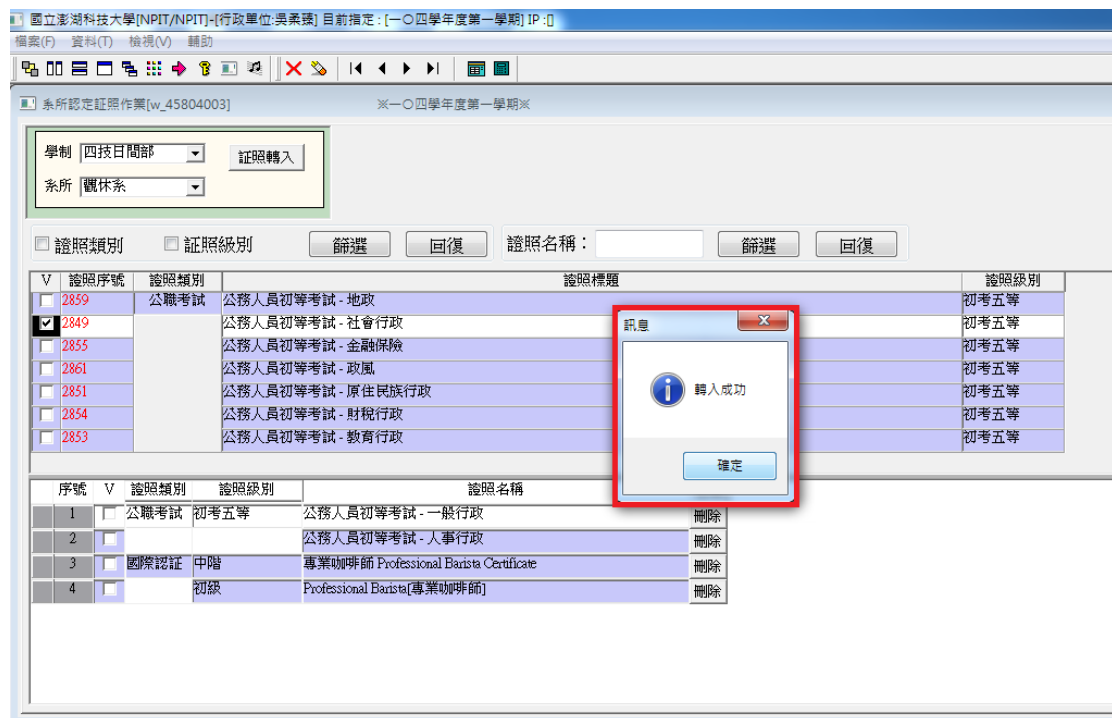 國立澎湖科技大學[NPIT/NPIT]-[行政單位:吳柔臻] 目前指定 : [一○四學年度第一學期] IP :[]
檔案(F) 資料(T) 檢視(V) 輔助
系所認定証照作業[w_45804003] ※一○四學年度第一學期※
學制 四技日間部 証照轉入
系所 觀休系
證照類別 証照級別 篩選 回復 證照名稱： 篩選 回復
V 證照序號 證照類別 證照標題 證照級別
2859 公職考試 公務人員初等考試 - 地政 初考五等
2849 公務人員初等考試 - 社會行政 初考五等
2855 公務人員初等考試 - 金融保險 初考五等
2861 公務人員初等考試 - 政風 初考五等
2851 公務人員初等考試 - 原住民族行政 初考五等
2854 公務人員初等考試 - 財稅行政 初考五等
2853 公務人員初等考試 - 教育行政 初考五等
訊息
轉入成功
確定
序號 V 證照類別 證照級別 證照名稱
1 公職考試 初考五等 公務人員初等考試 - 一般行政 刪除
2 公務人員初等考試 - 人事行政 刪除
3 國際認証 中階 專業咖啡師 Professional Barista Certificate 刪除
4 初級 Professional Barista[專業咖啡師] 刪除